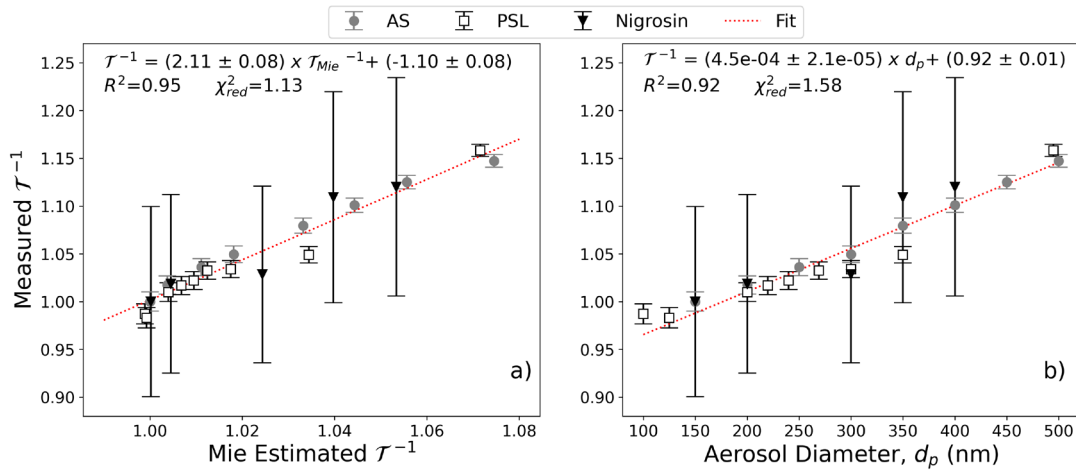 AS PSL Nigrosin Fit
𝒯⁻¹ = (2.11 ± 0.08) x 𝒯Mie ⁻¹+ (-1.10 ± 0.08)
R²=0.95 χ²red=1.13
Measured 𝒯⁻¹
1.25
1.20
1.15
1.10
1.05
1.00
0.95
0.90
a)
1.00 1.02 1.04 1.06 1.08
Mie Estimated 𝒯⁻¹
𝒯⁻¹ = (4.5e-04 ± 2.1e-05) x dp+ (0.92 ± 0.01)
R²=0.92 χ²red=1.58
1.25
1.20
1.15
1.10
1.05
1.00
0.95
0.90
b)
100 150 200 250 300 350 400 450 500
Aerosol Diameter, dp (nm)